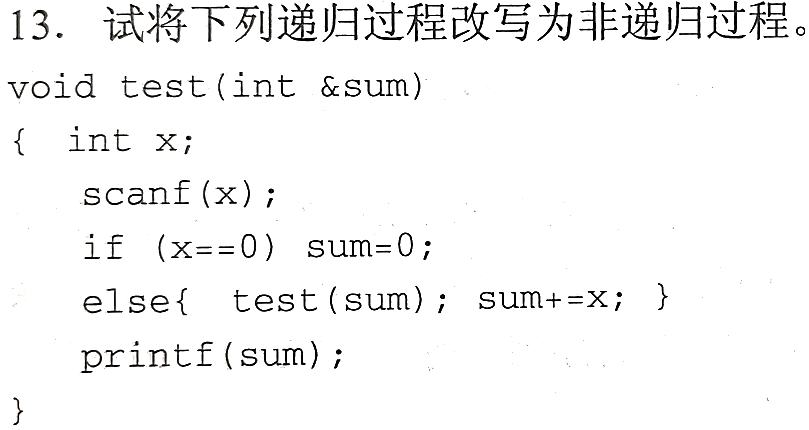 13. 试将下列递归过程改写为非递归过程。
void test(int &sum)
{ int x;
scanf(x);
if (x==0) sum=0;
else{ test(sum); sum+=x; }
printf(sum);
}